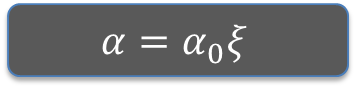 α = α₀ξ